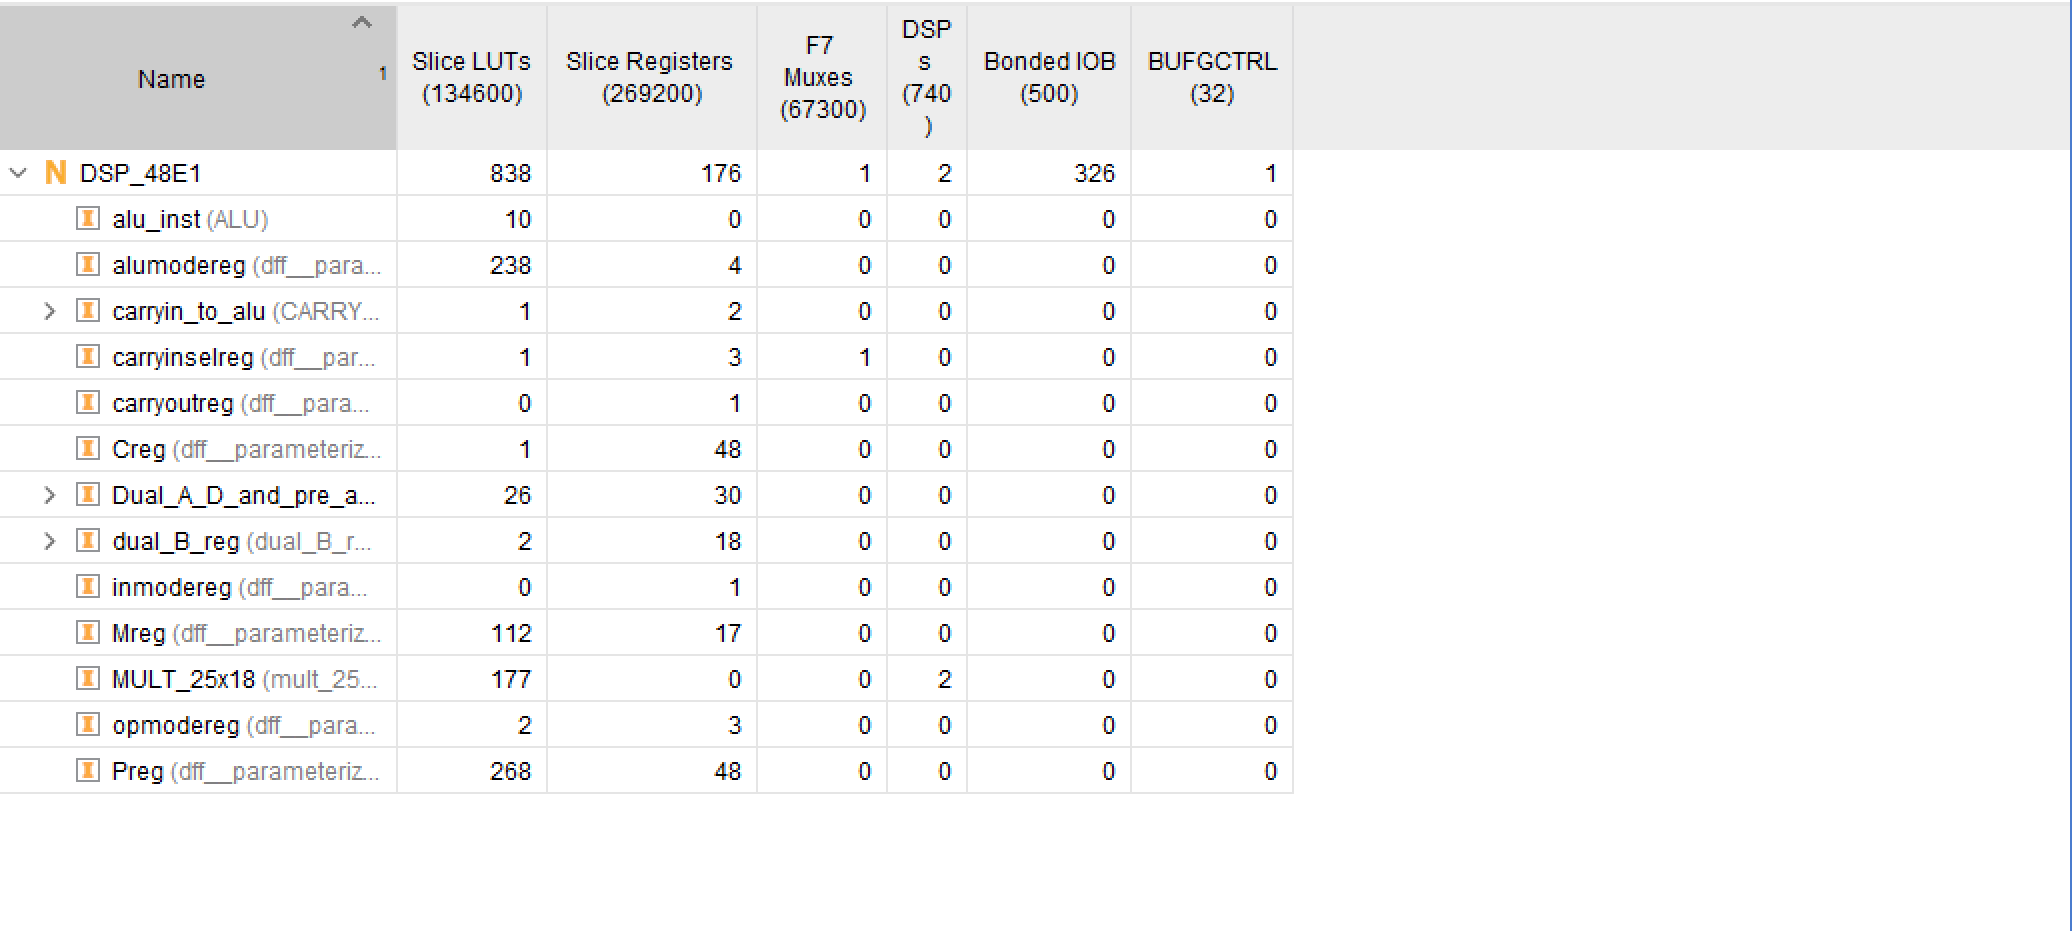 Name 1 Slice LUTs (134600) Slice Registers (269200) F7 Muxes (67300) DSPs (740) Bonded IOB (500) BUFGCTRL (32)
N DSP_48E1 838 176 1 2 326 1
I alu_inst (ALU) 10 0 0 0 0 0
I alumodereg (dff__para... 238 4 0 0 0 0
I carryin_to_alu (CARRY... 1 2 0 0 0 0
I carryinselreg (dff__par... 1 3 1 0 0 0
I carryoutreg (dff__para... 0 1 0 0 0 0
I Creg (dff__parameteriz... 1 48 0 0 0 0
I Dual_A_D_and_pre_a... 26 30 0 0 0 0
I dual_B_reg (dual_B_r... 2 18 0 0 0 0
I inmodereg (dff__para... 0 1 0 0 0 0
I Mreg (dff__parameteriz... 112 17 0 0 0 0
I MULT_25x18 (mult_25... 177 0 0 2 0 0
I opmodereg (dff__para... 2 3 0 0 0 0
I Preg (dff__parameteriz... 268 48 0 0 0 0